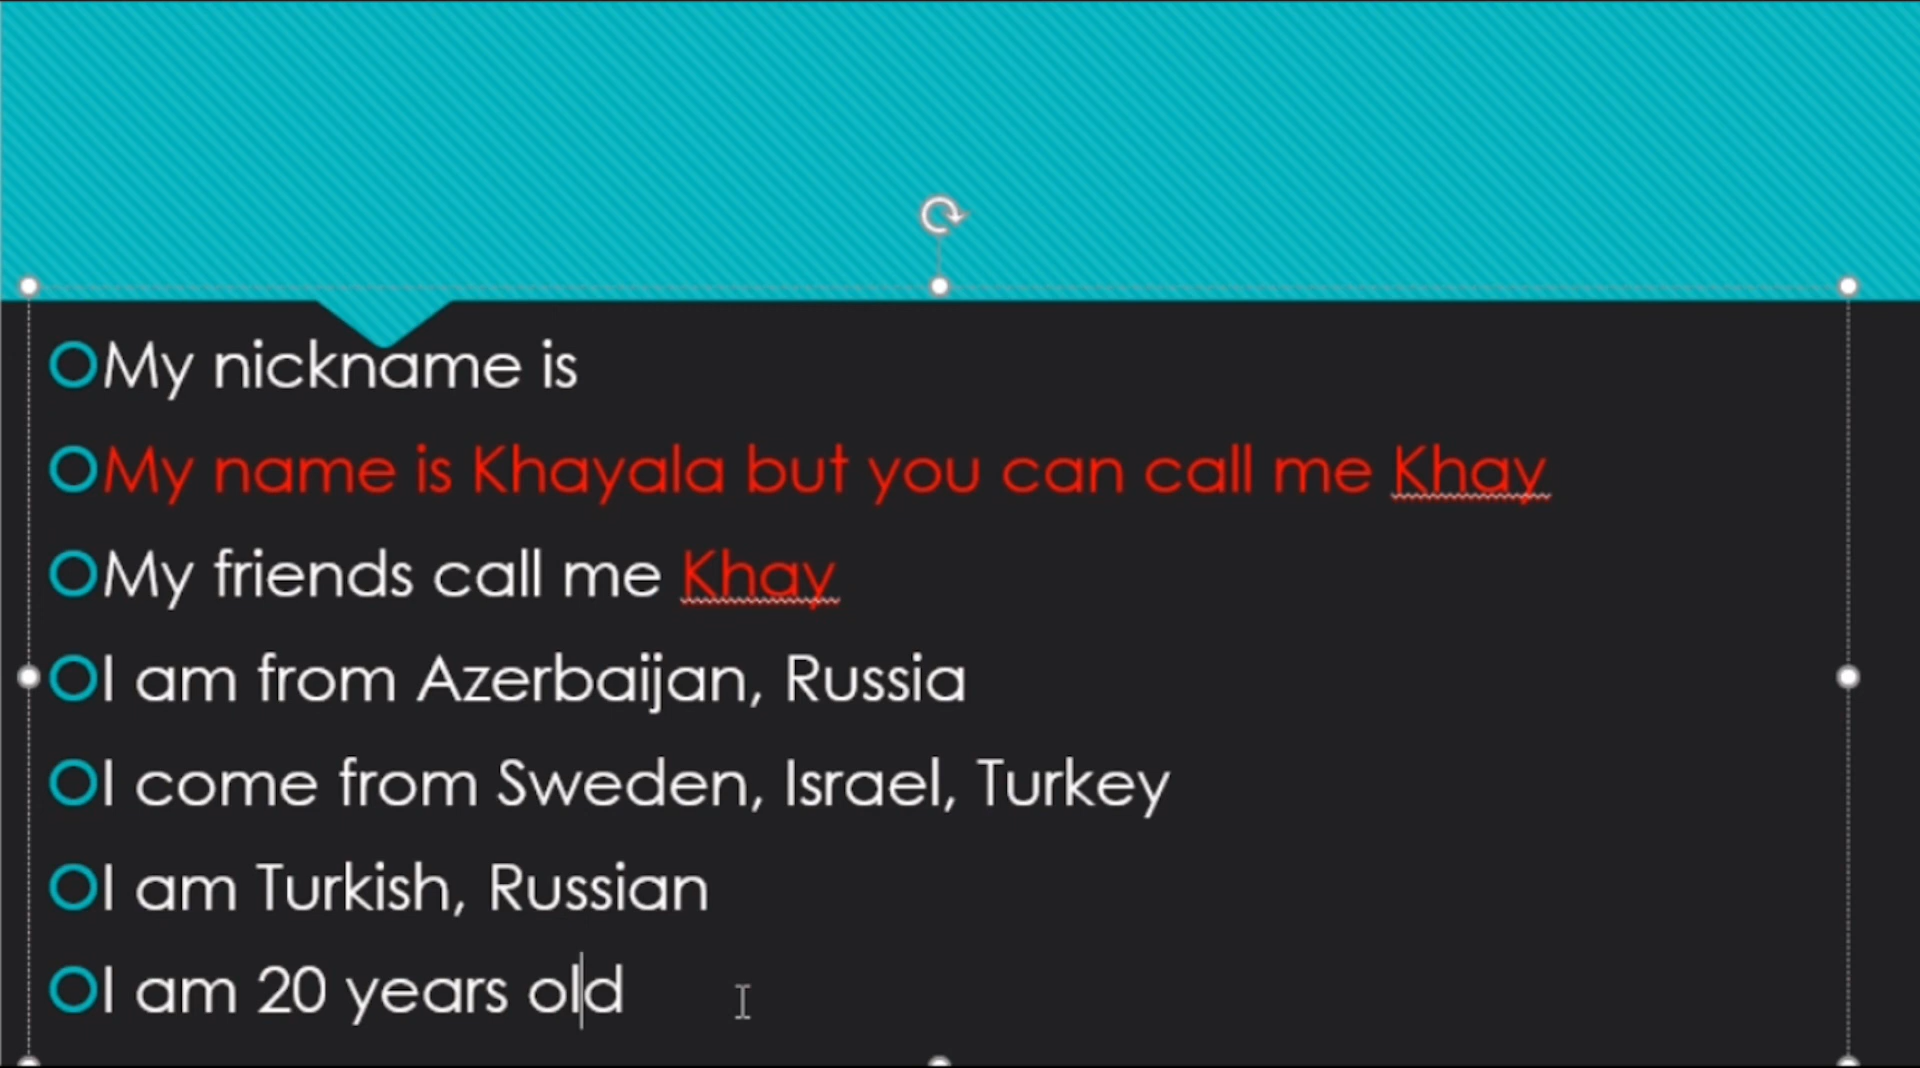 My nickname is
My name is Khayala but you can call me Khay
My friends call me Khay
I am from Azerbaijan, Russia
I come from Sweden, Israel, Turkey
I am Turkish, Russian
I am 20 years old